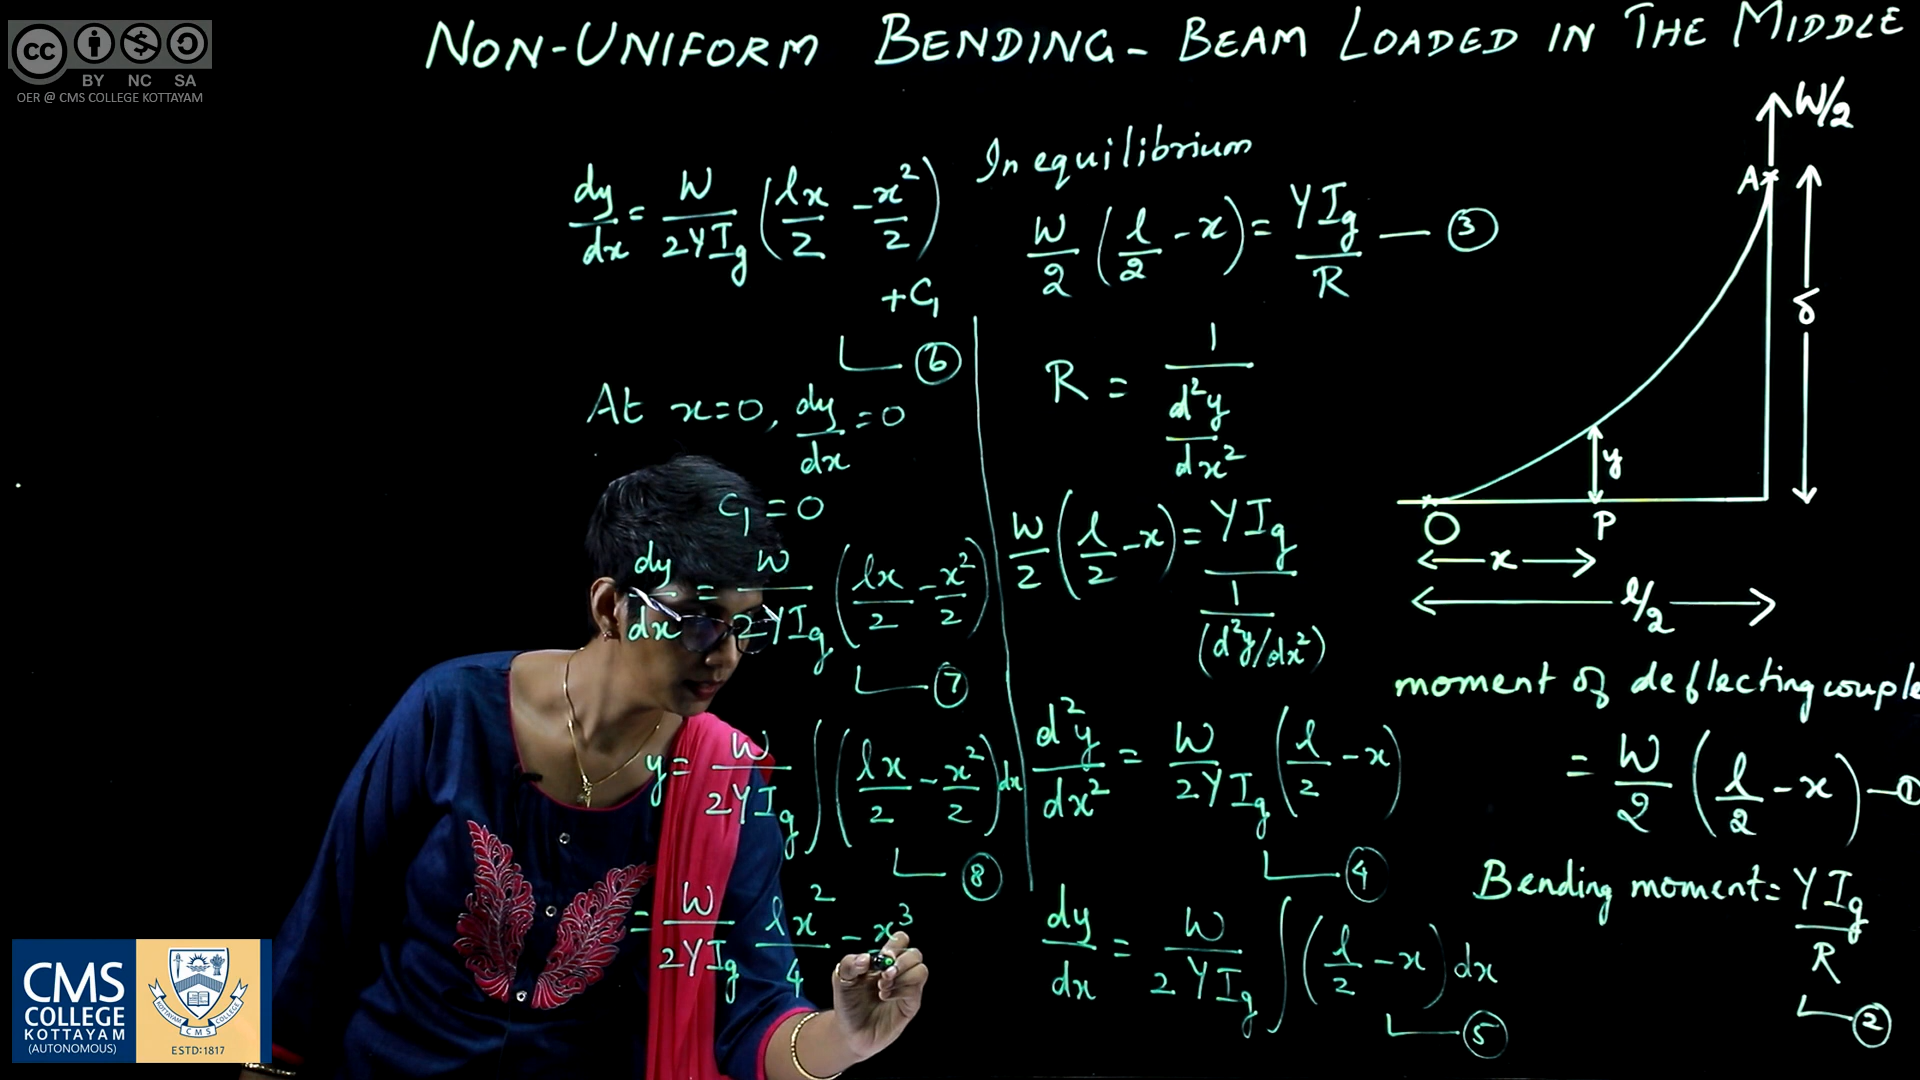 NON-UNIFORM BENDING - BEAM LOADED IN THE MIDDLE
cc
BY NC SA
OER @ CMS COLLEGE KOTTAYAM
dy/dx = W/2YIg (lx/2 - x²/2)
+C₁
6
At x=0, dy/dx = 0
C₁ = 0
dy/dx = W/2YIg (lx/2 - x²/2)
7
y = W/2YIg ∫(lx/2 - x²/2) dx
8
= W/2YIg lx²/4 - x³
In equilibrium
W/2 (l/2 - x) = YIg/R — 3
R = 1/(d²y/dx²)
W/2 (l/2 - x) = YIg/(1/(d²y/dx²))
d²y/dx² = W/2YIg (l/2 - x)
4
dy/dx = W/2YIg ∫(l/2 - x) dx
5
W/2
A
δ
y
O
P
x
l/2
moment of deflecting couple
= W/2 (l/2 - x) — 1
Bending moment = YIg/R
2
CMS
COLLEGE
KOTTAYAM
(AUTONOMOUS)
KOTTAYAM
CMS
COLLEGE
ESTD:1817